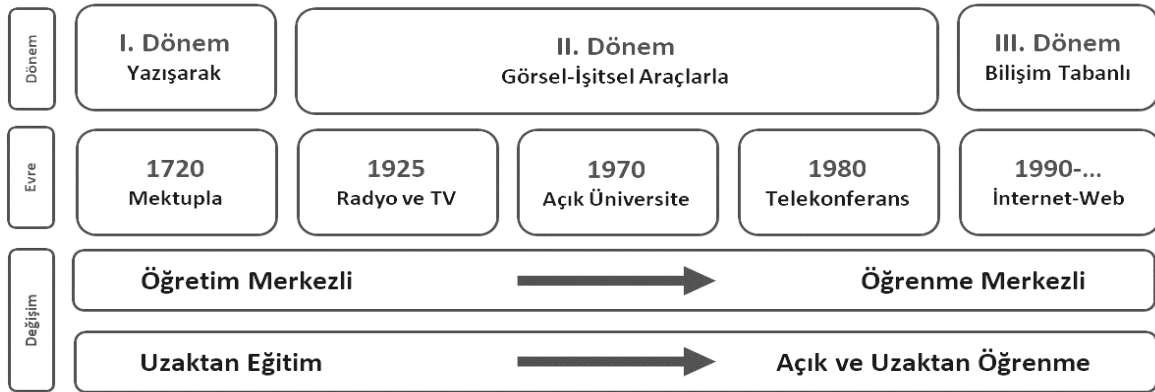 Dönem
I. Dönem
Yazışarak
II. Dönem
Görsel-İşitsel Araçlarla
III. Dönem
Bilişim Tabanlı
Evre
1720
Mektupla
1925
Radyo ve TV
1970
Açık Üniversite
1980
Telekonferans
1990-...
İnternet-Web
Değişim
Öğretim Merkezli
Öğrenme Merkezli
Uzaktan Eğitim
Açık ve Uzaktan Öğrenme